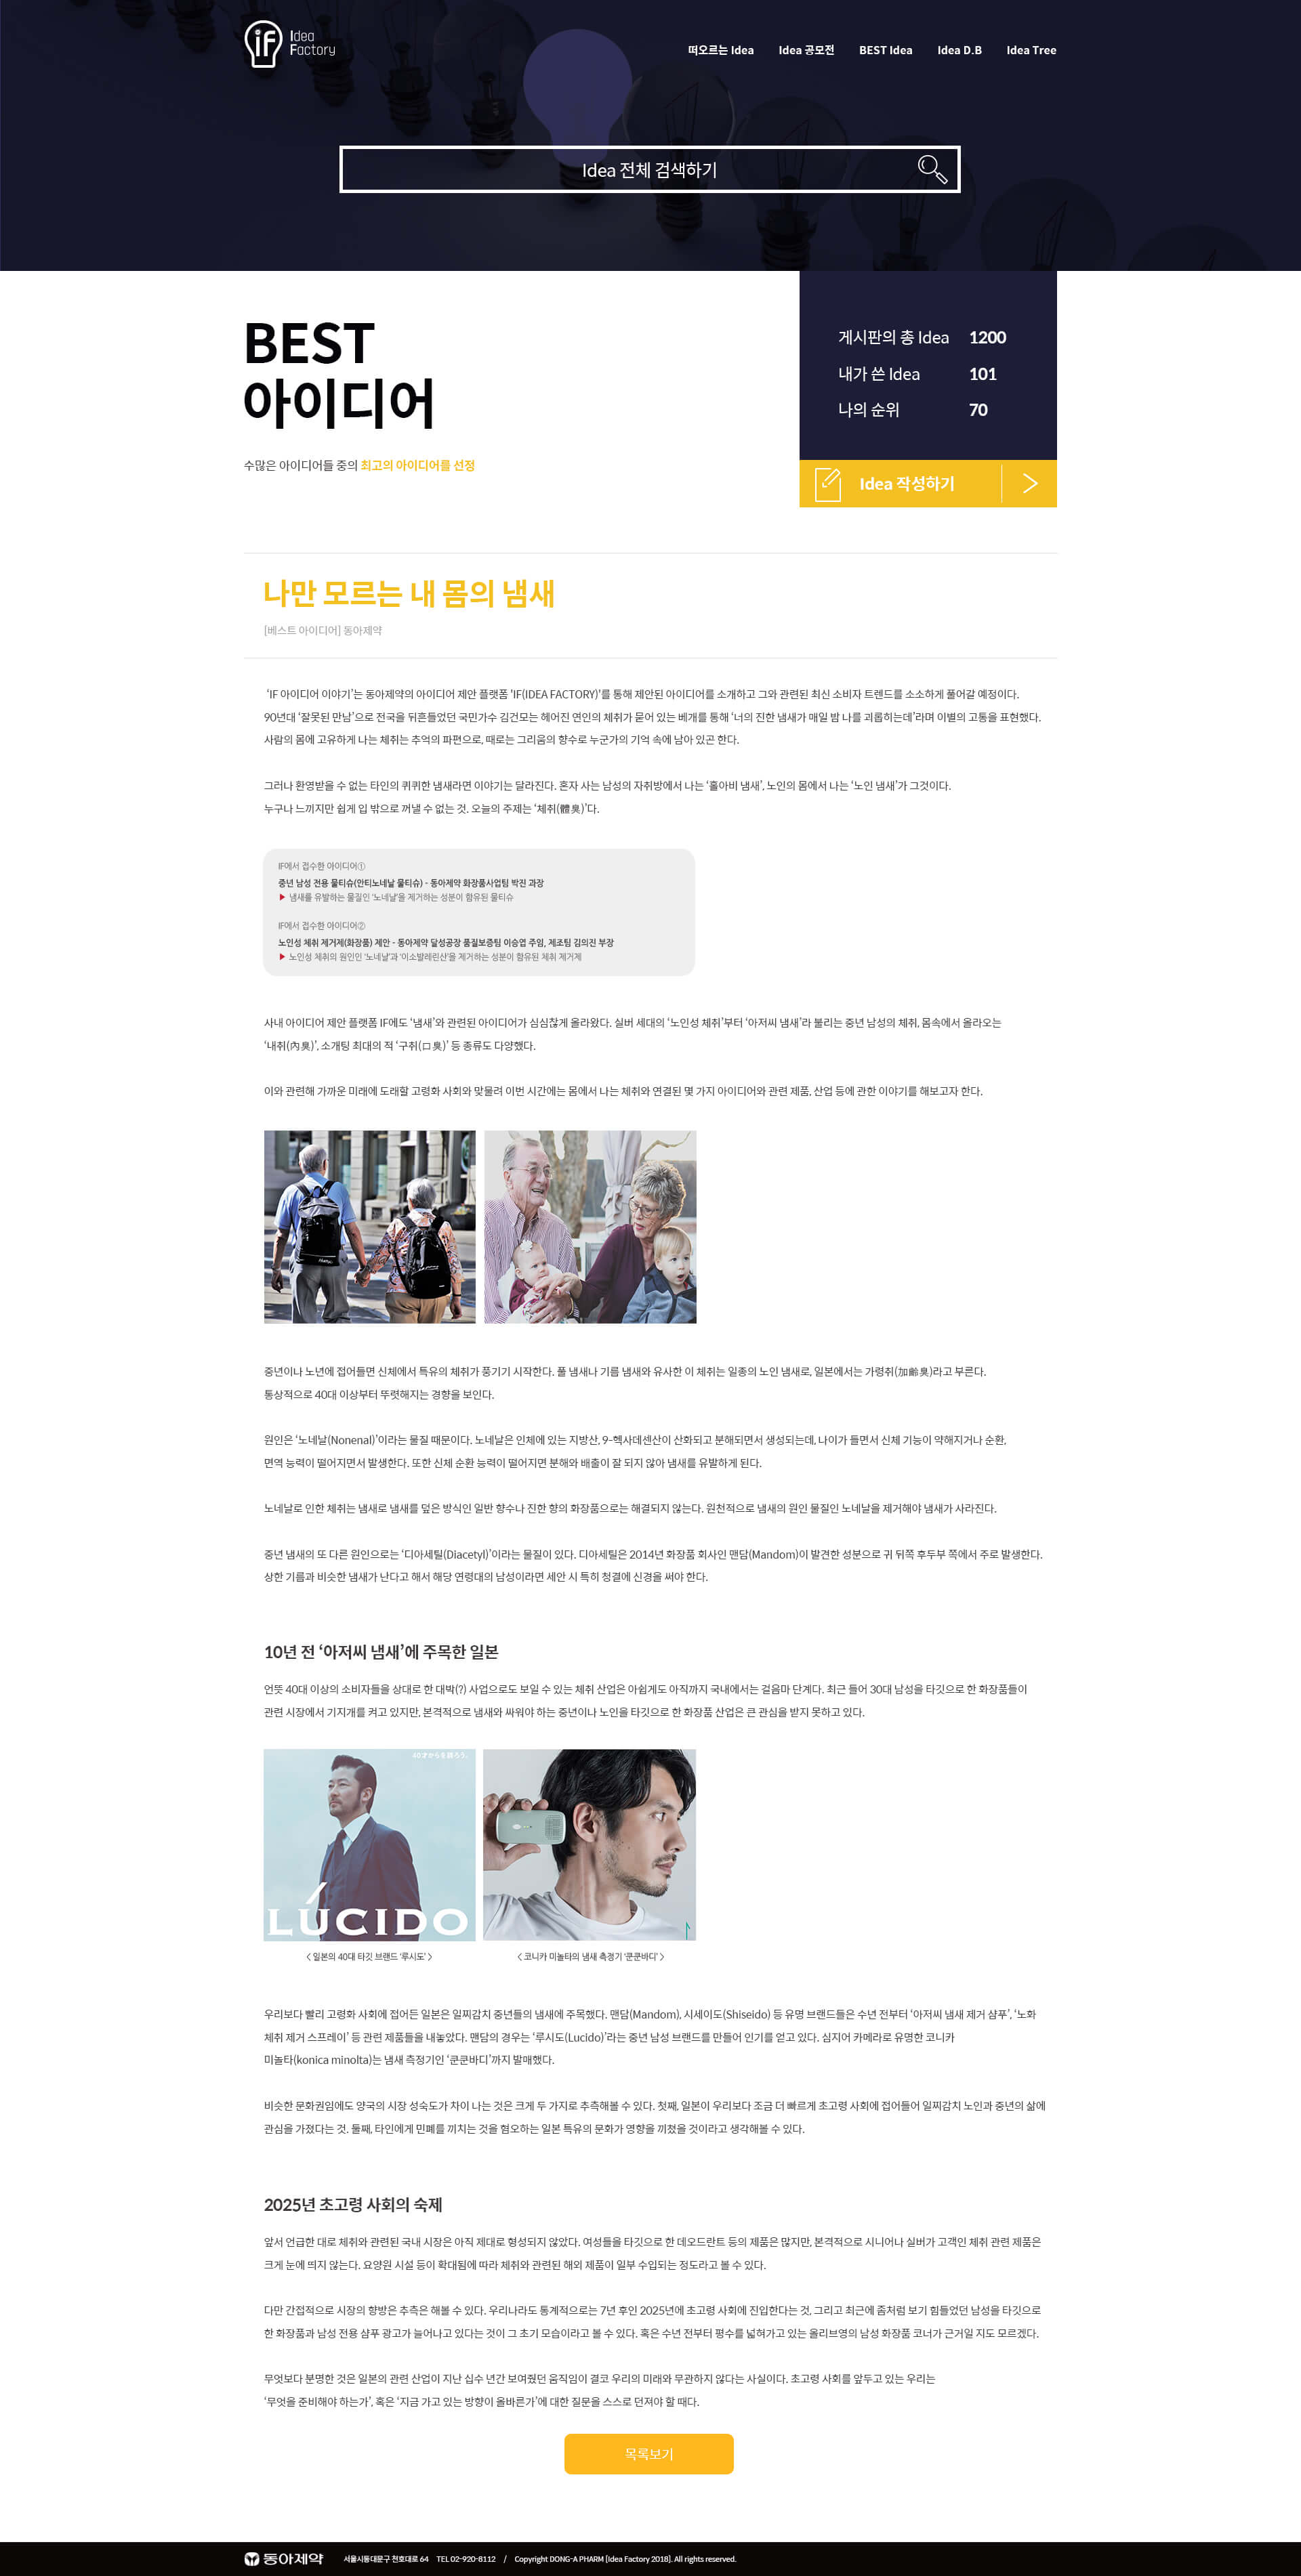 iF Idea
Factory
떠오르는 Idea
Idea 공모전
BEST Idea
Idea D.B
Idea Tree
Idea 전체 검색하기
BEST
아이디어
수많은 아이디어들 중의 최고의 아이디어를 선정
게시판의 총 Idea 1200
내가 쓴 Idea 101
나의 순위 70
Idea 작성하기
나만 모르는 내 몸의 냄새
[베스트 아이디어] 동아제약
‘IF 아이디어 이야기’는 동아제약의 아이디어 제안 플랫폼 ‘IF(IDEA FACTORY)’를 통해 제안된 아이디어를 소개하고 그와 관련된 최신 소비자 트렌드를 소소하게 풀어갈 예정이다.
90년대 ‘잘못된 만남’으로 전국을 뒤흔들었던 국민가수 김건모는 헤어진 연인의 체취가 묻어 있는 베개를 통해 ‘너의 진한 냄새가 매일 밤 나를 괴롭히는데’라며 이별의 고통을 표현했다.
사람의 몸에 고유하게 나는 체취는 추억의 파편으로, 때로는 그리움의 향수로 누군가의 기억 속에 남아 있곤 한다.
그러나 환영받을 수 없는 타인의 퀴퀴한 냄새라면 이야기는 달라진다. 혼자 사는 남성의 자취방에서 나는 ‘홀아비 냄새’, 노인의 몸에서 나는 ‘노인 냄새’가 그것이다.
누구나 느끼지만 쉽게 입 밖으로 꺼낼 수 없는 것. 오늘의 주제는 ‘체취(體臭)’다.
IF에서 접수한 아이디어①
중년 남성 전용 물티슈(안티노네날 물티슈) - 동아제약 화장품사업팀 박진 과장
▶ 냄새를 유발하는 물질인 ‘노네날’을 제거하는 성분이 함유된 물티슈
IF에서 접수한 아이디어②
노인성 체취 제거제(화장품) 제안 - 동아제약 달성공장 품질보증팀 이승엽 주임, 제조팀 김의진 부장
▶ 노인성 체취의 원인인 ‘노네날’과 ‘이소발레린산’을 제거하는 성분이 함유된 체취 제거제
사내 아이디어 제안 플랫폼 IF에도 ‘냄새’와 관련된 아이디어가 심심찮게 올라왔다. 실버 세대의 ‘노인성 체취’부터 ‘아저씨 냄새’라 불리는 중년 남성의 체취, 몸속에서 올라오는
‘내취(內臭)’, 소개팅 최대의 적 ‘구취(口臭)’ 등 종류도 다양했다.
이와 관련해 가까운 미래에 도래할 고령화 사회와 맞물려 이번 시간에는 몸에서 나는 체취와 연결된 몇 가지 아이디어와 관련 제품, 산업 등에 관한 이야기를 해보고자 한다.
중년이나 노년에 접어들면 신체에서 특유의 체취가 풍기기 시작한다. 풀 냄새나 기름 냄새와 유사한 이 체취는 일종의 노인 냄새로, 일본에서는 가령취(加齡臭)라고 부른다.
통상적으로 40대 이상부터 뚜렷해지는 경향을 보인다.
원인은 ‘노네날(Nonenal)’이라는 물질 때문이다. 노네날은 인체에 있는 지방산, 9-헥사데센산이 산화되고 분해되면서 생성되는데, 나이가 들면서 신체 기능이 약해지거나 순환,
면역 능력이 떨어지면서 발생한다. 또한 신체 순환 능력이 떨어지면 분해와 배출이 잘 되지 않아 냄새를 유발하게 된다.
노네날로 인한 체취는 냄새로 냄새를 덮은 방식인 일반 향수나 진한 향의 화장품으로는 해결되지 않는다. 원천적으로 냄새의 원인 물질인 노네날을 제거해야 냄새가 사라진다.
중년 냄새의 또 다른 원인으로는 ‘디아세틸(Diacetyl)’이라는 물질이 있다. 디아세틸은 2014년 화장품 회사인 맨담(Mandom)이 발견한 성분으로 귀 뒤쪽 후두부 쪽에서 주로 발생한다.
상한 기름과 비슷한 냄새가 난다고 해서 해당 연령대의 남성이라면 세안 시 특히 청결에 신경을 써야 한다.
10년 전 ‘아저씨 냄새’에 주목한 일본
언뜻 40대 이상의 소비자들을 상대로 한 대박(?) 사업으로도 보일 수 있는 체취 산업은 아쉽게도 아직까지 국내에서는 걸음마 단계다. 최근 들어 30대 남성을 타깃으로 한 화장품들이
관련 시장에서 기지개를 켜고 있지만, 본격적으로 냄새와 싸워야 하는 중년이나 노인을 타깃으로 한 화장품 산업은 큰 관심을 받지 못하고 있다.
LÚCIDO
< 일본의 40대 타깃 브랜드 ‘루시도’ >
< 코니카 미놀타의 냄새 측정기 ‘쿤쿤바디’ >
우리보다 빨리 고령화 사회에 접어든 일본은 일찌감치 중년들의 냄새에 주목했다. 맨담(Mandom), 시세이도(Shiseido) 등 유명 브랜드들은 수년 전부터 ‘아저씨 냄새 제거 샴푸’, ‘노화
체취 제거 스프레이’ 등 관련 제품들을 내놓았다. 맨담의 경우는 ‘루시도(Lucido)’라는 중년 남성 브랜드를 만들어 인기를 얻고 있다. 심지어 카메라로 유명한 코니카
미놀타(konica minolta)는 냄새 측정기인 ‘쿤쿤바디’까지 발매했다.
비슷한 문화권임에도 양국의 시장 성숙도가 차이 나는 것은 크게 두 가지로 추측해볼 수 있다. 첫째, 일본이 우리보다 조금 더 빠르게 초고령 사회에 접어들어 일찌감치 노인과 중년의 삶에
관심을 가졌다는 것. 둘째, 타인에게 민폐를 끼치는 것을 혐오하는 일본 특유의 문화가 영향을 끼쳤을 것이라고 생각해볼 수 있다.
2025년 초고령 사회의 숙제
앞서 언급한 대로 체취와 관련된 국내 시장은 아직 제대로 형성되지 않았다. 여성들을 타깃으로 한 데오드란트 등의 제품은 많지만, 본격적으로 시니어나 실버가 고객인 체취 관련 제품은
크게 눈에 띄지 않는다. 요양원 시설 등이 확대됨에 따라 체취와 관련된 해외 제품이 일부 수입되는 정도라고 볼 수 있다.
다만 간접적으로 시장의 향방은 추측은 해볼 수 있다. 우리나라도 통계적으로는 7년 후인 2025년에 초고령 사회에 진입한다는 것, 그리고 최근에 좀처럼 보기 힘들었던 남성을 타깃으로
한 화장품과 남성 전용 샴푸 광고가 늘어나고 있다는 것이 그 초기 모습이라고 볼 수 있다. 혹은 수년 전부터 평수를 넓혀가고 있는 올리브영의 남성 화장품 코너가 근거일 지도 모르겠다.
무엇보다 분명한 것은 일본의 관련 산업이 지난 십수 년간 보여줬던 움직임이 결코 우리의 미래와 무관하지 않다는 사실이다. 초고령 사회를 앞두고 있는 우리는
‘무엇을 준비해야 하는가’, 혹은 ‘지금 가고 있는 방향이 올바른가’에 대한 질문을 스스로 던져야 할 때다.
목록보기
동아제약
서울시동대문구 천호대로 64 TEL 02-920-8112 / Copyright DONG-A PHARM [Idea Factory 2018]. All rights reserved.